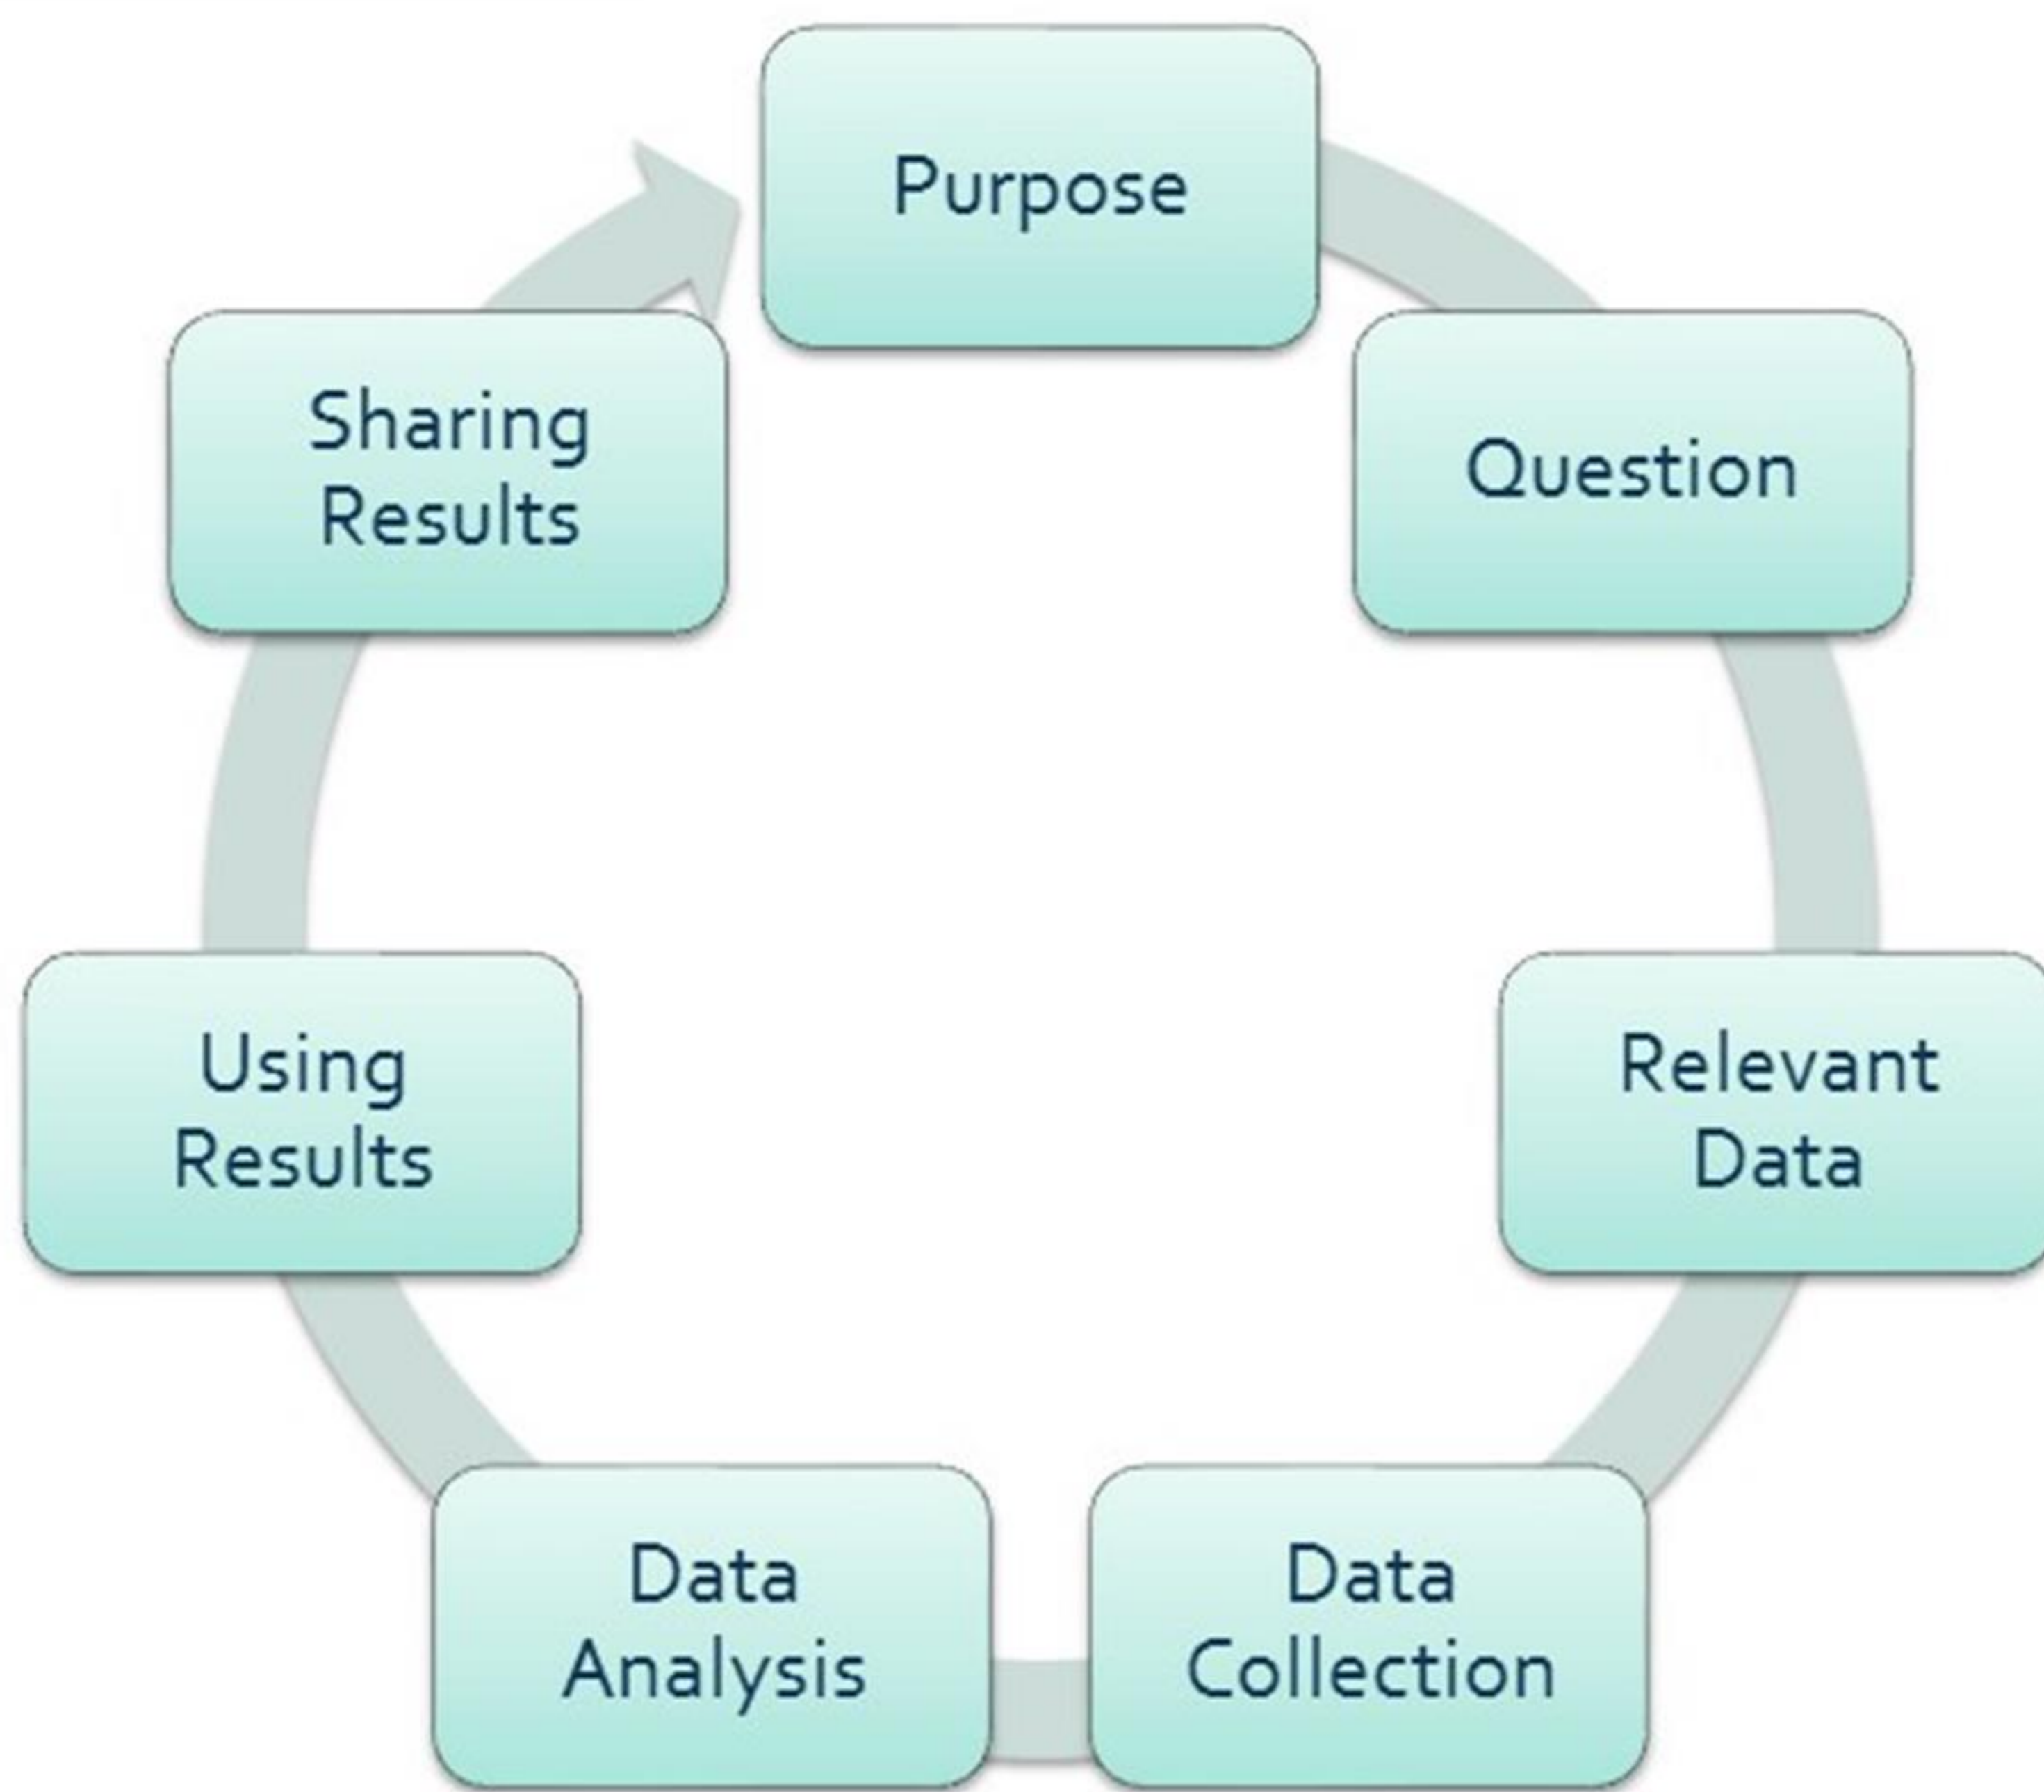 Purpose
Question
Relevant
Data
Data
Collection
Data
Analysis
Using
Results
Sharing
Results